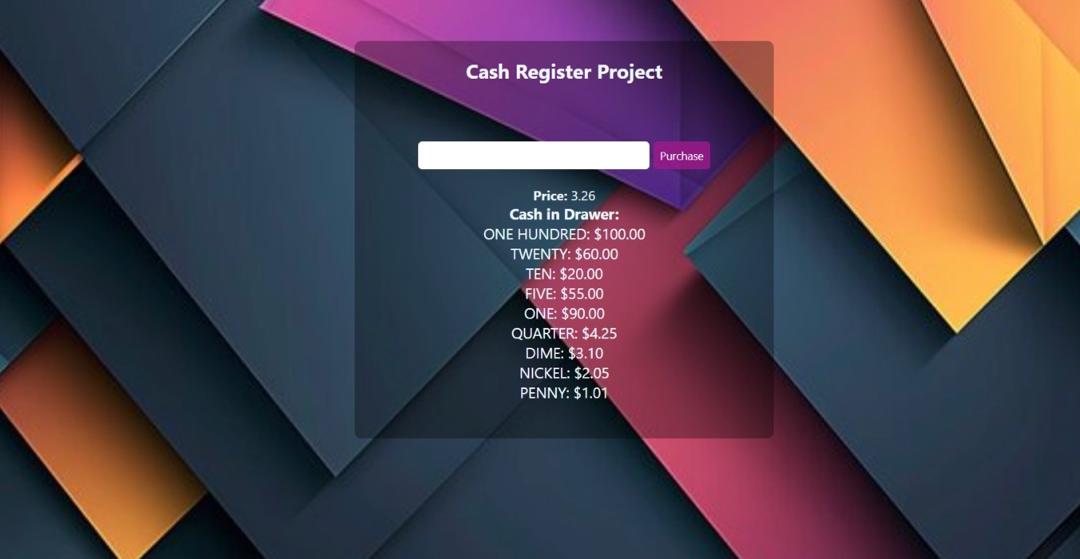 Cash Register Project
Purchase
Price: 3.26
Cash in Drawer:
ONE HUNDRED: $100.00
TWENTY: $60.00
TEN: $20.00
FIVE: $55.00
ONE: $90.00
QUARTER: $4.25
DIME: $3.10
NICKEL: $2.05
PENNY: $1.01